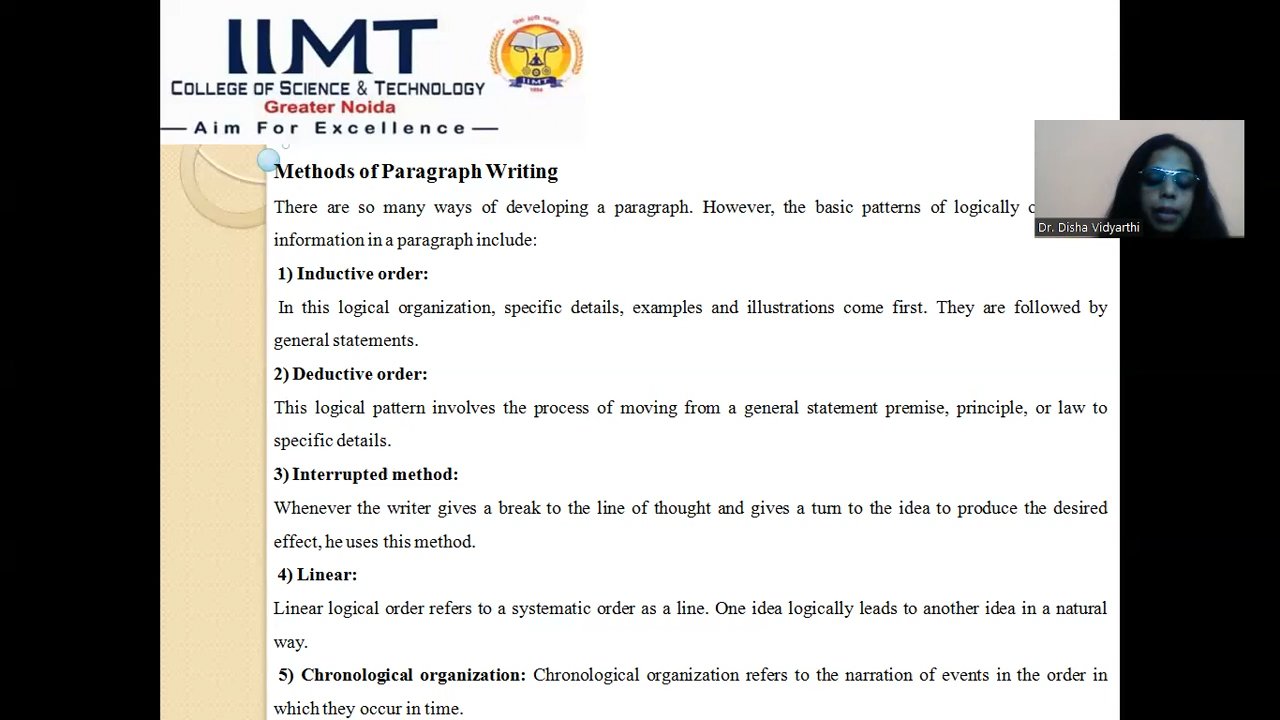 IIMT
COLLEGE OF SCIENCE & TECHNOLOGY
Greater Noida
Aim For Excellence
IIMT
Methods of Paragraph Writing
There are so many ways of developing a paragraph. However, the basic patterns of logically
information in a paragraph include:
Dr. Disha Vidyarthi
1) Inductive order:
In this logical organization, specific details, examples and illustrations come first. They are followed by
general statements.
2) Deductive order:
This logical pattern involves the process of moving from a general statement premise, principle, or law to
specific details.
3) Interrupted method:
Whenever the writer gives a break to the line of thought and gives a turn to the idea to produce the desired
effect, he uses this method.
4) Linear:
Linear logical order refers to a systematic order as a line. One idea logically leads to another idea in a natural
way.
5) Chronological organization: Chronological organization refers to the narration of events in the order in
which they occur in time.